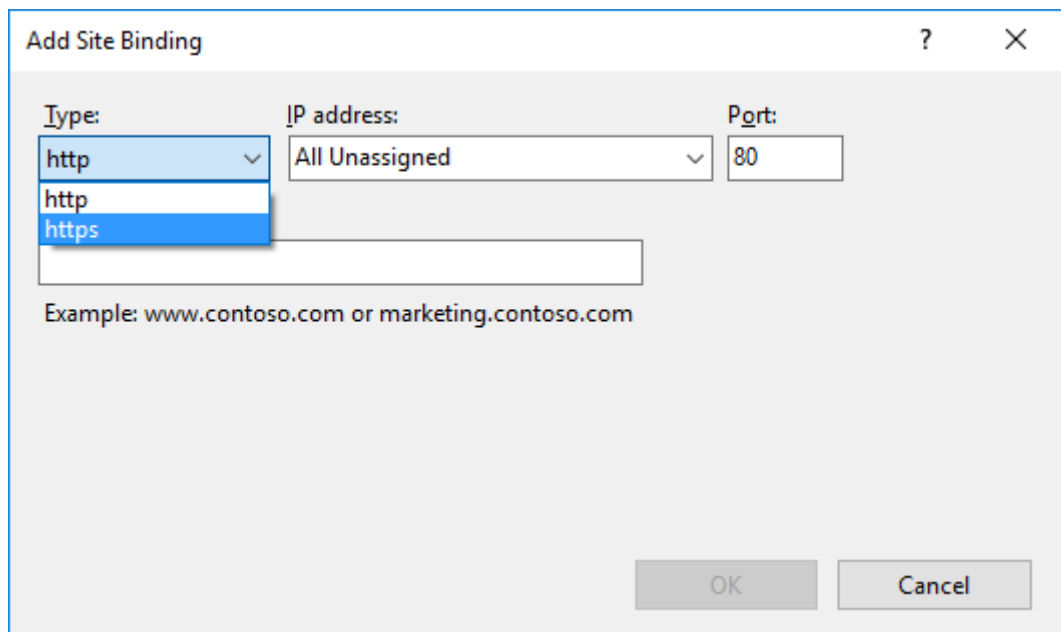 Add Site Binding ?
Type: IP address: Port:
http All Unassigned 80
http
https
Example: www.contoso.com or marketing.contoso.com
OK Cancel